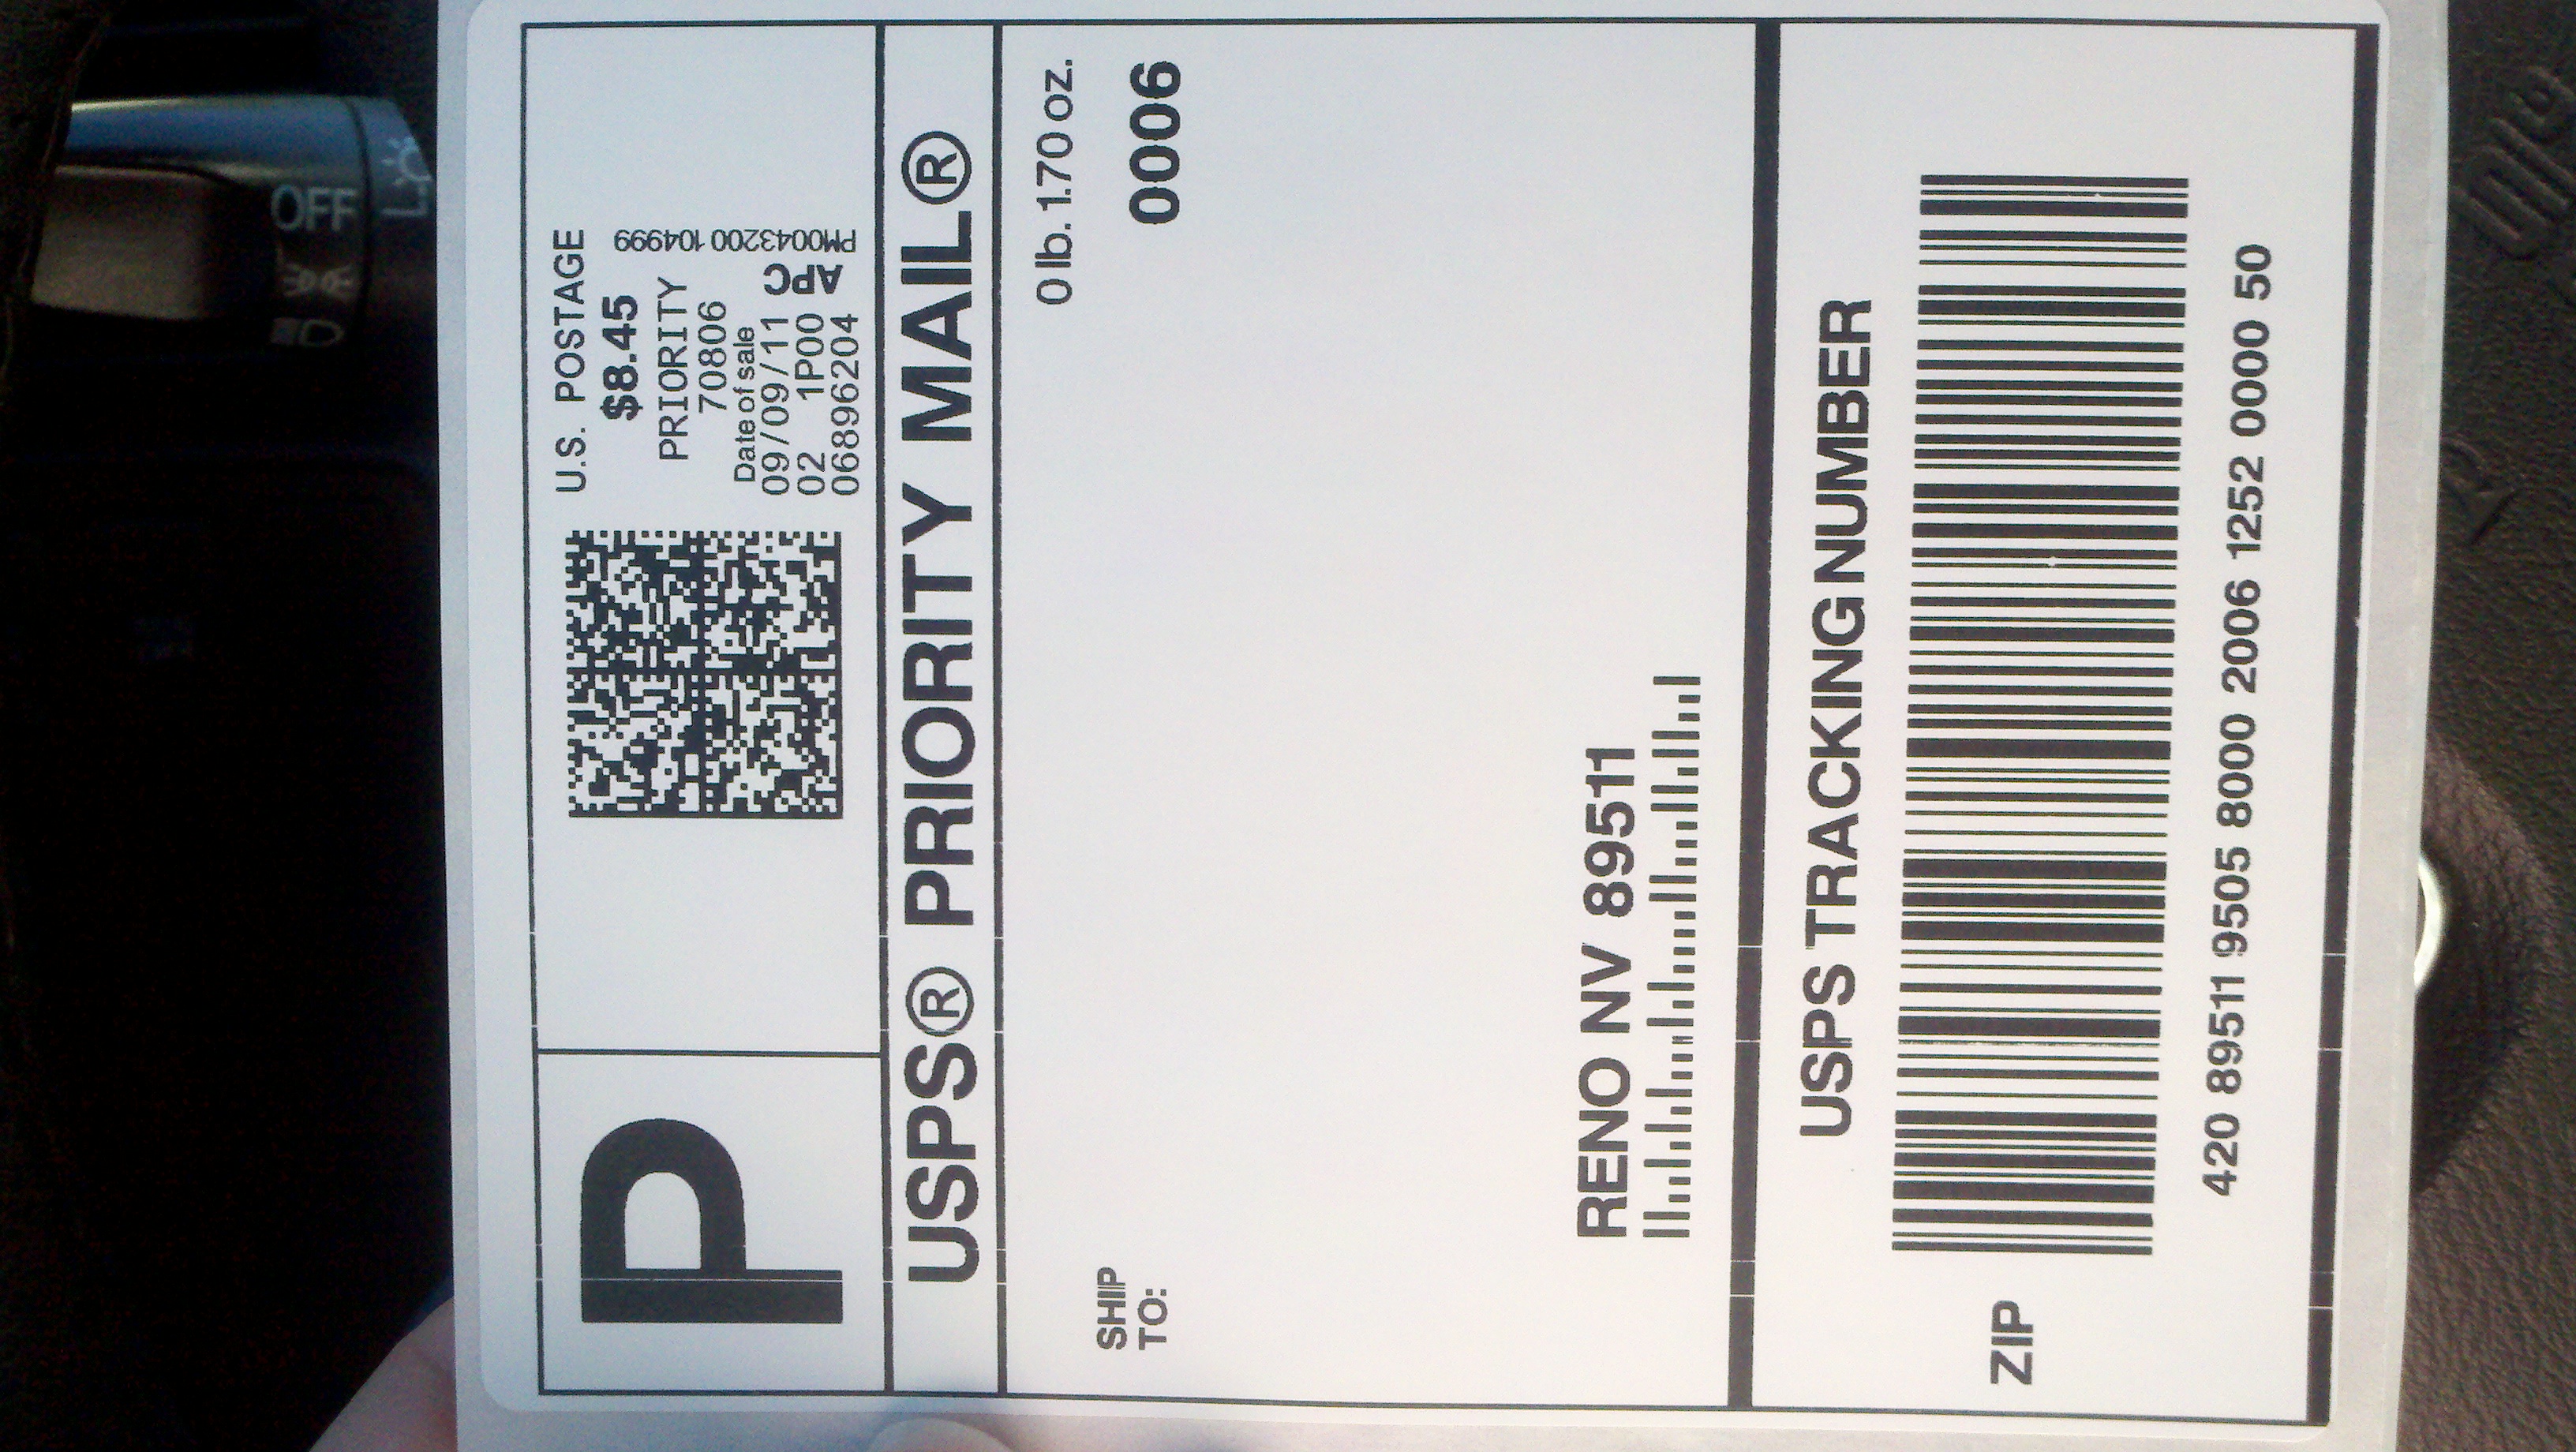 U.S. POSTAGE
$8.45
PRIORITY
70806
Date of sale
09/09/11
02 1P00
068962204
APC
PM0043200 104999
P
USPS® PRIORITY MAIL®
0 lb. 1.70 oz.
0006
SHIP
TO:
RENO NV 89511
USPS TRACKING NUMBER
ZIP
420 89511 9505 8000 2006 1252 0000 50
OFF